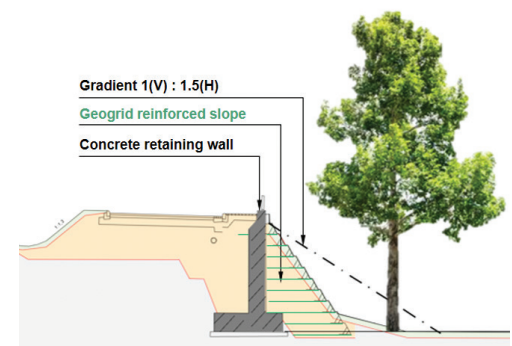 Gradient 1(V) : 1.5(H)
Geogrid reinforced slope
Concrete retaining wall